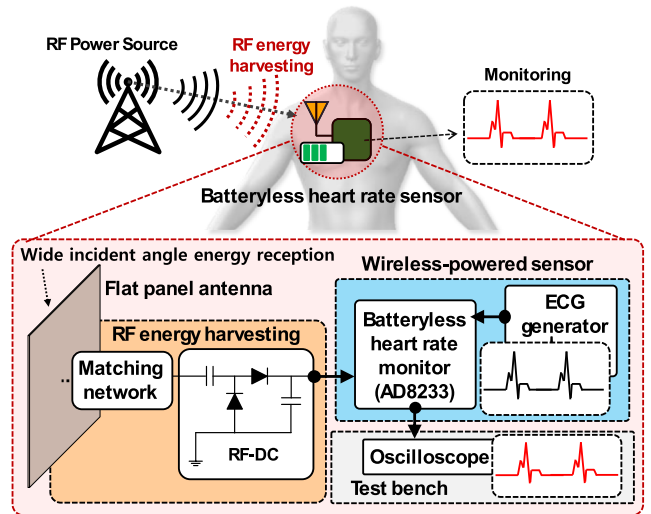 RF Power Source
RF energy
harvesting
Monitoring
Batteryless heart rate sensor
Wide incident angle energy reception
Flat panel antenna
RF energy harvesting
Matching
network
RF-DC
Wireless-powered sensor
Batteryless
heart rate
monitor
(AD8233)
ECG
generator
Oscilloscope
Test bench